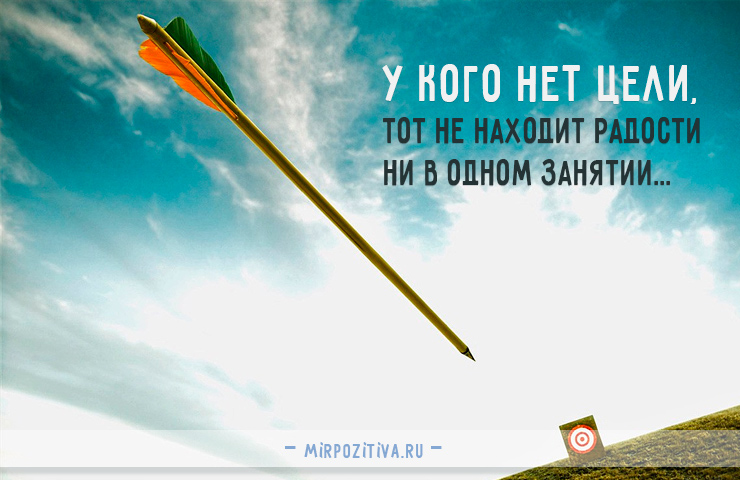 У КОГО НЕТ ЦЕЛИ,
ТОТ НЕ НАХОДИТ РАДОСТИ
НИ В ОДНОМ ЗАНЯТИИ...
– MIRPOZITIVA.RU –